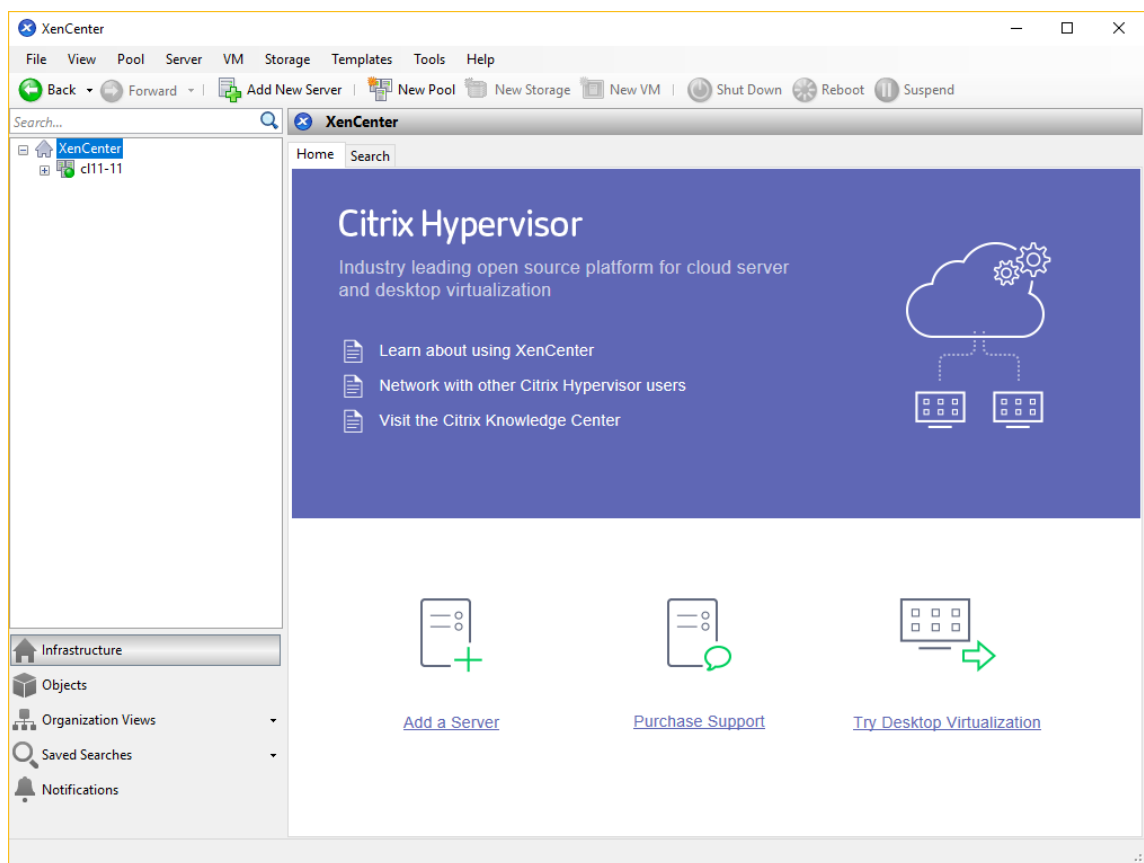 XenCenter
File View Pool Server VM Storage Templates Tools Help
Back Forward Add New Server New Pool New Storage New VM Shut Down Reboot Suspend
Search...
XenCenter
cl11-11
Infrastructure
Objects
Organization Views
Saved Searches
Notifications
XenCenter
Home Search
Citrix Hypervisor
Industry leading open source platform for cloud server
and desktop virtualization
Learn about using XenCenter
Network with other Citrix Hypervisor users
Visit the Citrix Knowledge Center
Add a Server Purchase Support Try Desktop Virtualization